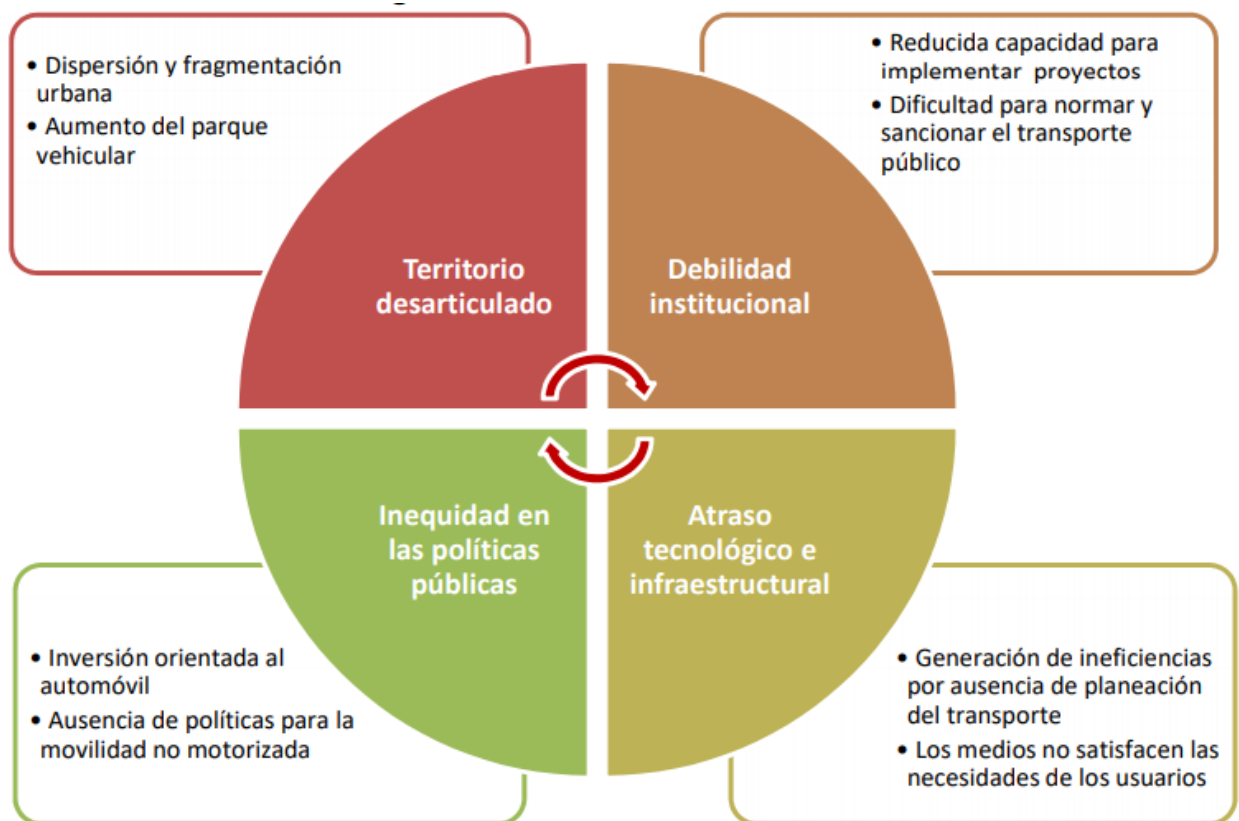 • Dispersión y fragmentación
urbana
• Aumento del parque
vehicular
• Reducida capacidad para
implementar proyectos
• Dificultad para normar y
sancionar el transporte
público
Territorio
desarticulado
Debilidad
institucional
Inequidad en
las políticas
públicas
Atraso
tecnológico e
infraestructural
• Inversión orientada al
automóvil
• Ausencia de políticas para la
movilidad no motorizada
• Generación de ineficiencias
por ausencia de planeación
del transporte
• Los medios no satisfacen las
necesidades de los usuarios